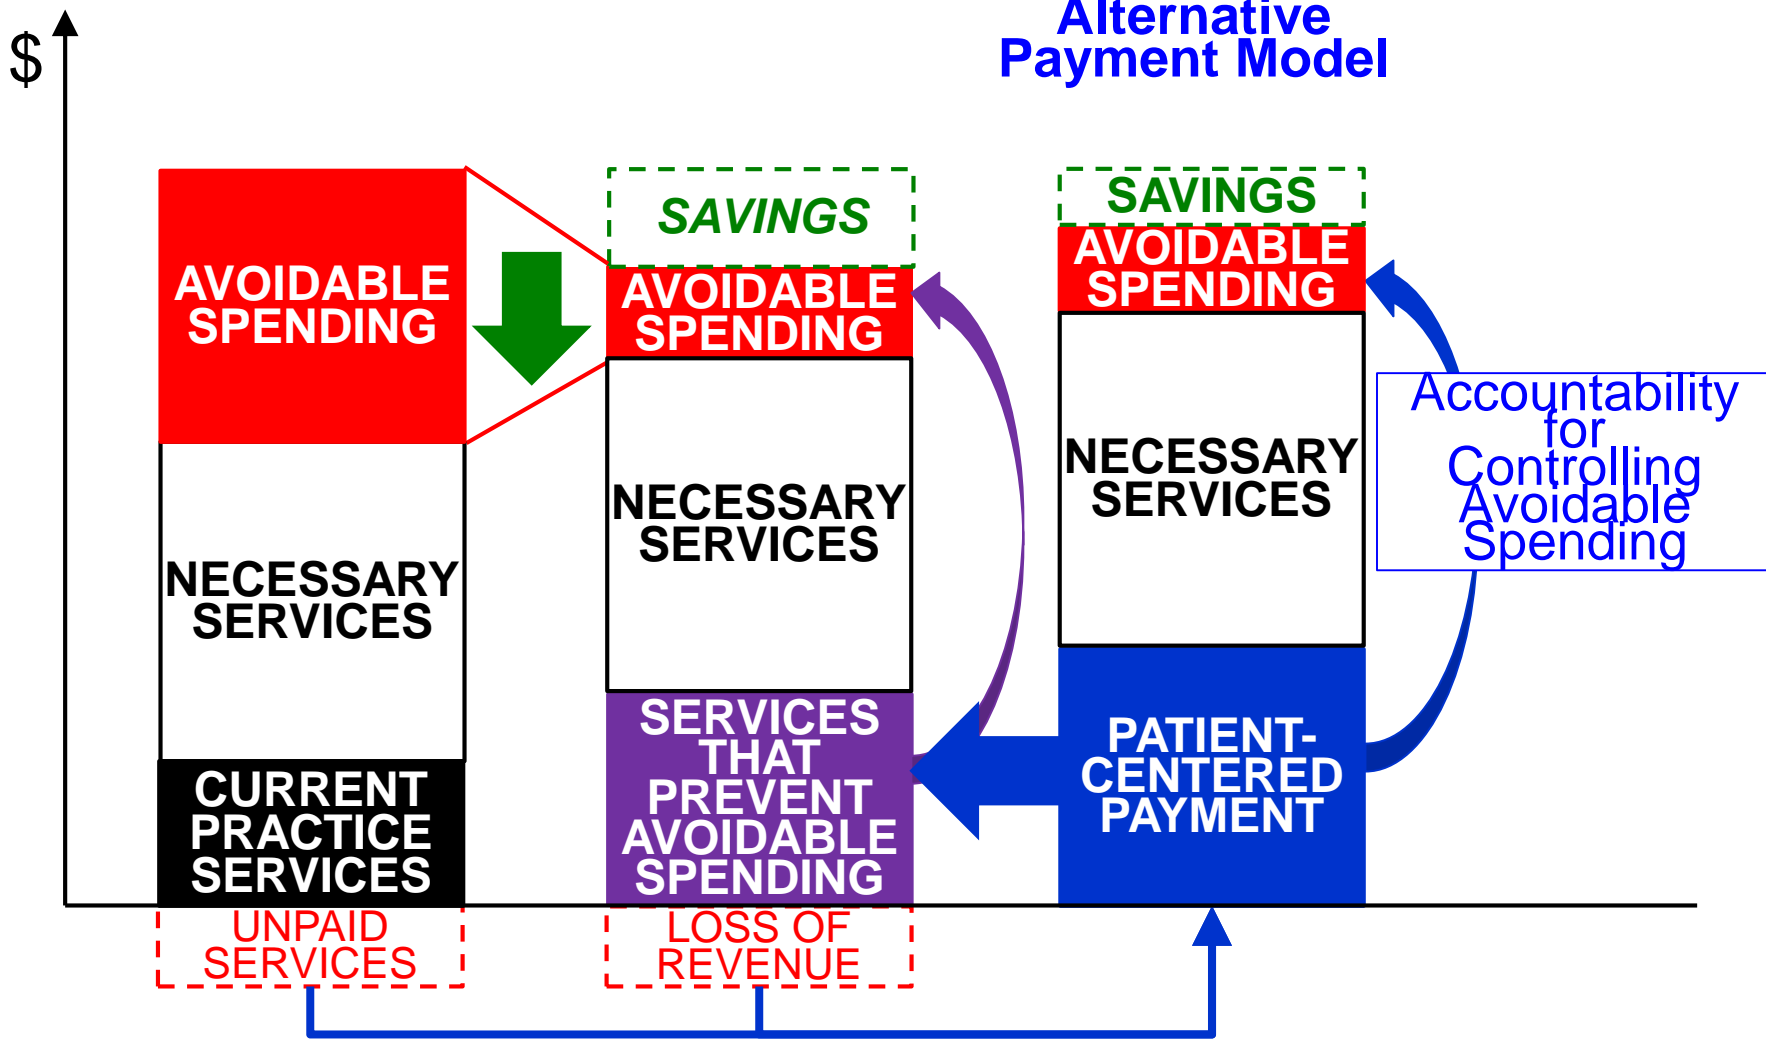 $
Alternative
Payment Model
AVOIDABLE
SPENDING
NECESSARY
SERVICES
CURRENT
PRACTICE
SERVICES
UNPAID
SERVICES
SAVINGS
AVOIDABLE
SPENDING
NECESSARY
SERVICES
SERVICES
THAT
PREVENT
AVOIDABLE
SPENDING
LOSS OF
REVENUE
SAVINGS
AVOIDABLE
SPENDING
NECESSARY
SERVICES
PATIENT-
CENTERED
PAYMENT
Accountability
for
Controlling
Avoidable
Spending